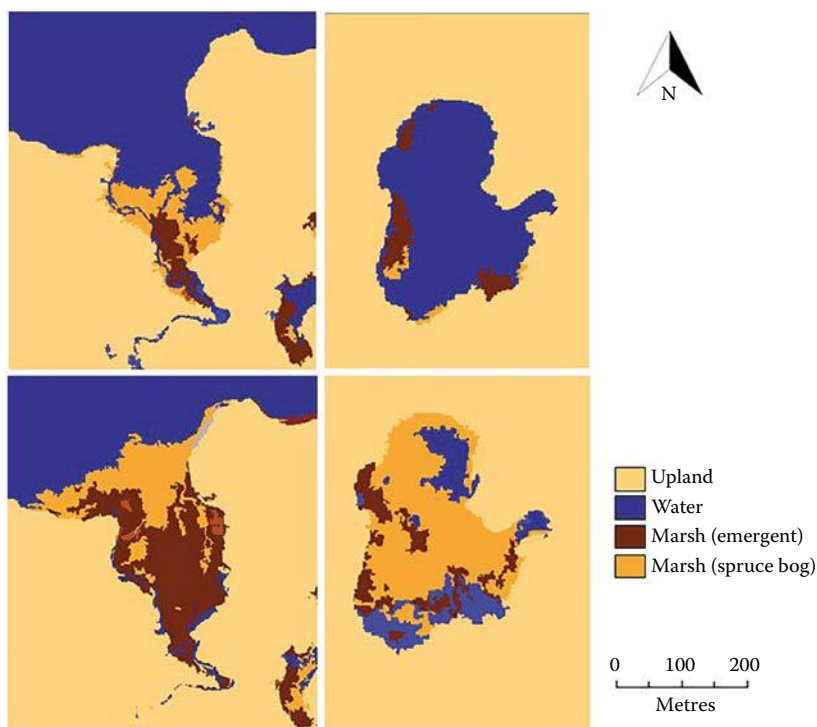 N
Upland
Water
Marsh (emergent)
Marsh (spruce bog)
0 100 200
Metres